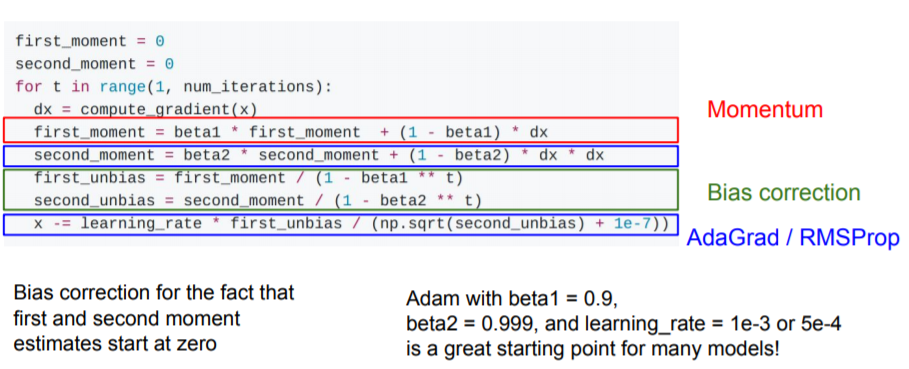 first_moment = 0
second_moment = 0
for t in range(1, num_iterations):
dx = compute_gradient(x)
first_moment = beta1 * first_moment + (1 - beta1) * dx
second_moment = beta2 * second_moment + (1 - beta2) * dx * dx
first_unbias = first_moment / (1 - beta1 ** t)
second_unbias = second_moment / (1 - beta2 ** t)
x -= learning_rate * first_unbias / (np.sqrt(second_unbias) + 1e-7))
Momentum
Bias correction
AdaGrad / RMSProp
Bias correction for the fact that
first and second moment
estimates start at zero
Adam with beta1 = 0.9,
beta2 = 0.999, and learning_rate = 1e-3 or 5e-4
is a great starting point for many models!